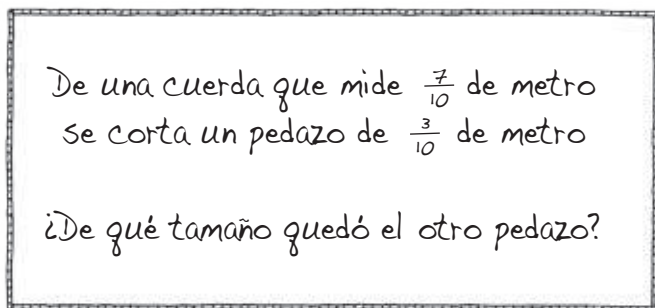 De una cuerda que mide 7/10 de metro
se corta un pedazo de 3/10 de metro
¿De qué tamaño quedó el otro pedazo?